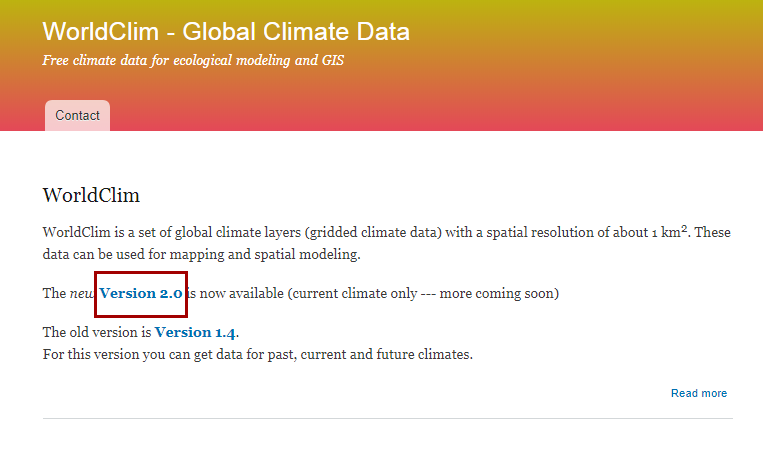 WorldClim - Global Climate Data
Free climate data for ecological modeling and GIS
Contact
WorldClim
WorldClim is a set of global climate layers (gridded climate data) with a spatial resolution of about 1 km². These
data can be used for mapping and spatial modeling.
The new Version 2.0 is now available (current climate only --- more coming soon)
The old version is Version 1.4.
For this version you can get data for past, current and future climates.
Read more